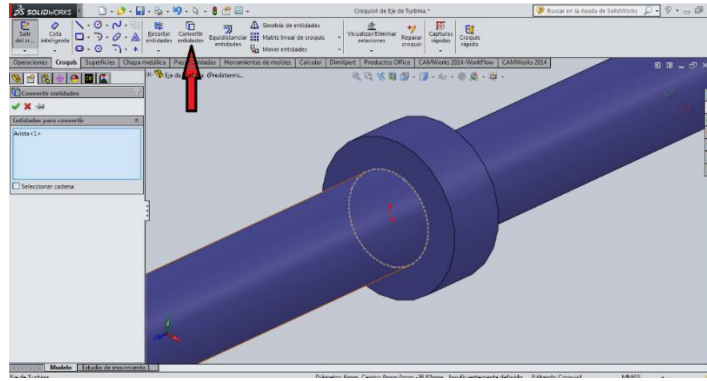 SOLIDWORKS
Croquis4 de Eje de Turbina *
Buscar en la Ayuda de SolidWorks
Salir del cr...
Cota inteligente
Recortar entidades
Convertir entidades
Equidistanciar entidades
Simetría de entidades
Matriz lineal de croquis
Mover entidades
Visualizar/Eliminar relaciones
Reparar croquis
Capturas rápidas
Croquis rápido
Operaciones Croquis Superficies Chapa metálica Herramientas de moldes Calcular DimXpert Productos Office CAMWorks 2014-WorkFlow CAMWorks 2014
Convertir entidades
Entidades para convertir
Arista<1>
Seleccionar cadena
Modelo Estudio de movimiento 1
Eje de Turbina
Insuficientemente definido Editando Croquis4 MMGS